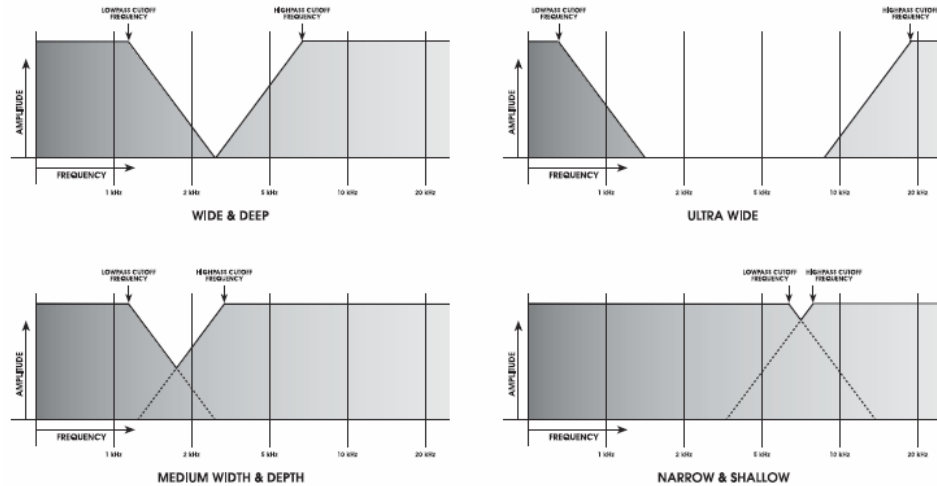 LOWPASS CUTOFF
FREQUENCY
HIGHPASS CUTOFF
FREQUENCY
AMPLITUDE
FREQUENCY
1 kHz
2 kHz
5 kHz
10 kHz
20 kHz
WIDE & DEEP
LOWPASS CUTOFF
FREQUENCY
HIGHPASS CUTOFF
FREQUENCY
AMPLITUDE
FREQUENCY
1 kHz
2 kHz
5 kHz
10 kHz
20 kHz
ULTRA WIDE
LOWPASS CUTOFF
FREQUENCY
HIGHPASS CUTOFF
FREQUENCY
AMPLITUDE
FREQUENCY
1 kHz
2 kHz
5 kHz
10 kHz
20 kHz
MEDIUM WIDTH & DEPTH
LOWPASS CUTOFF
FREQUENCY
HIGHPASS CUTOFF
FREQUENCY
AMPLITUDE
FREQUENCY
1 kHz
2 kHz
5 kHz
10 kHz
20 kHz
NARROW & SHALLOW